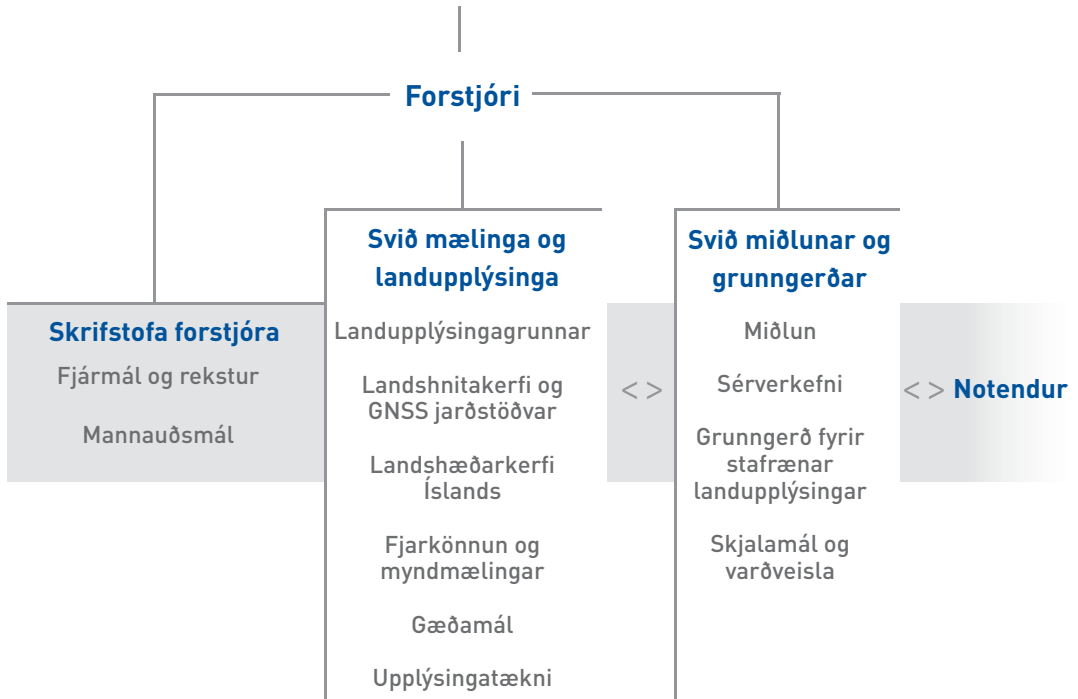 Forstjóri
Skrifstofa forstjóra
Fjármál og rekstur
Mannauðsmál
Svið mælinga og
landupplýsinga
Landupplýsingagrunnar
Landshnitakerfi og
GNSS jarðstöðvar
Landshæðarkerfi
Íslands
Fjarkönnun og
myndmælingar
Gæðamál
Upplýsingatækni
< >
Svið miðlunar og
grunngerðar
Miðlun
Sérverkefni
Grunngerð fyrir
stafrænar
landupplýsingar
Skjalamál og
varðveisla
< > Notendur